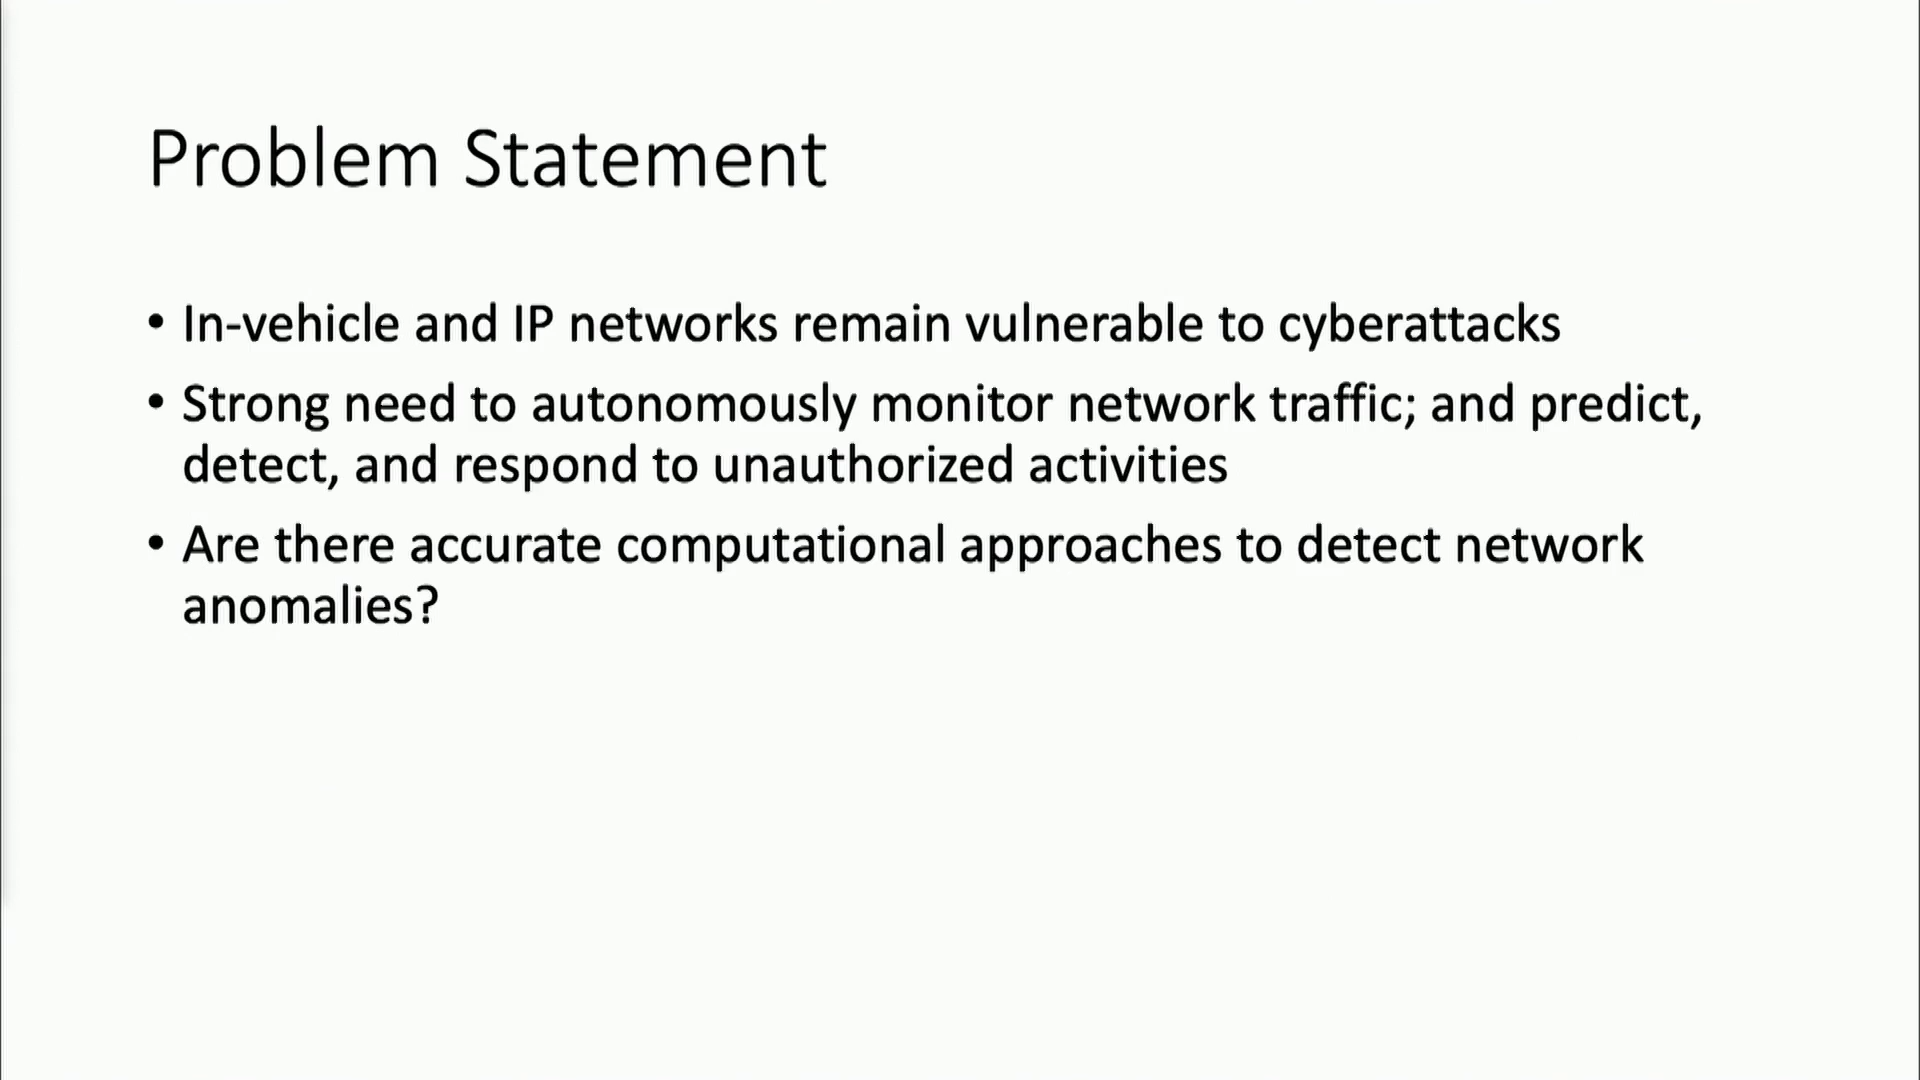 Problem Statement
• In-vehicle and IP networks remain vulnerable to cyberattacks
• Strong need to autonomously monitor network traffic; and predict,
detect, and respond to unauthorized activities
• Are there accurate computational approaches to detect network
anomalies?